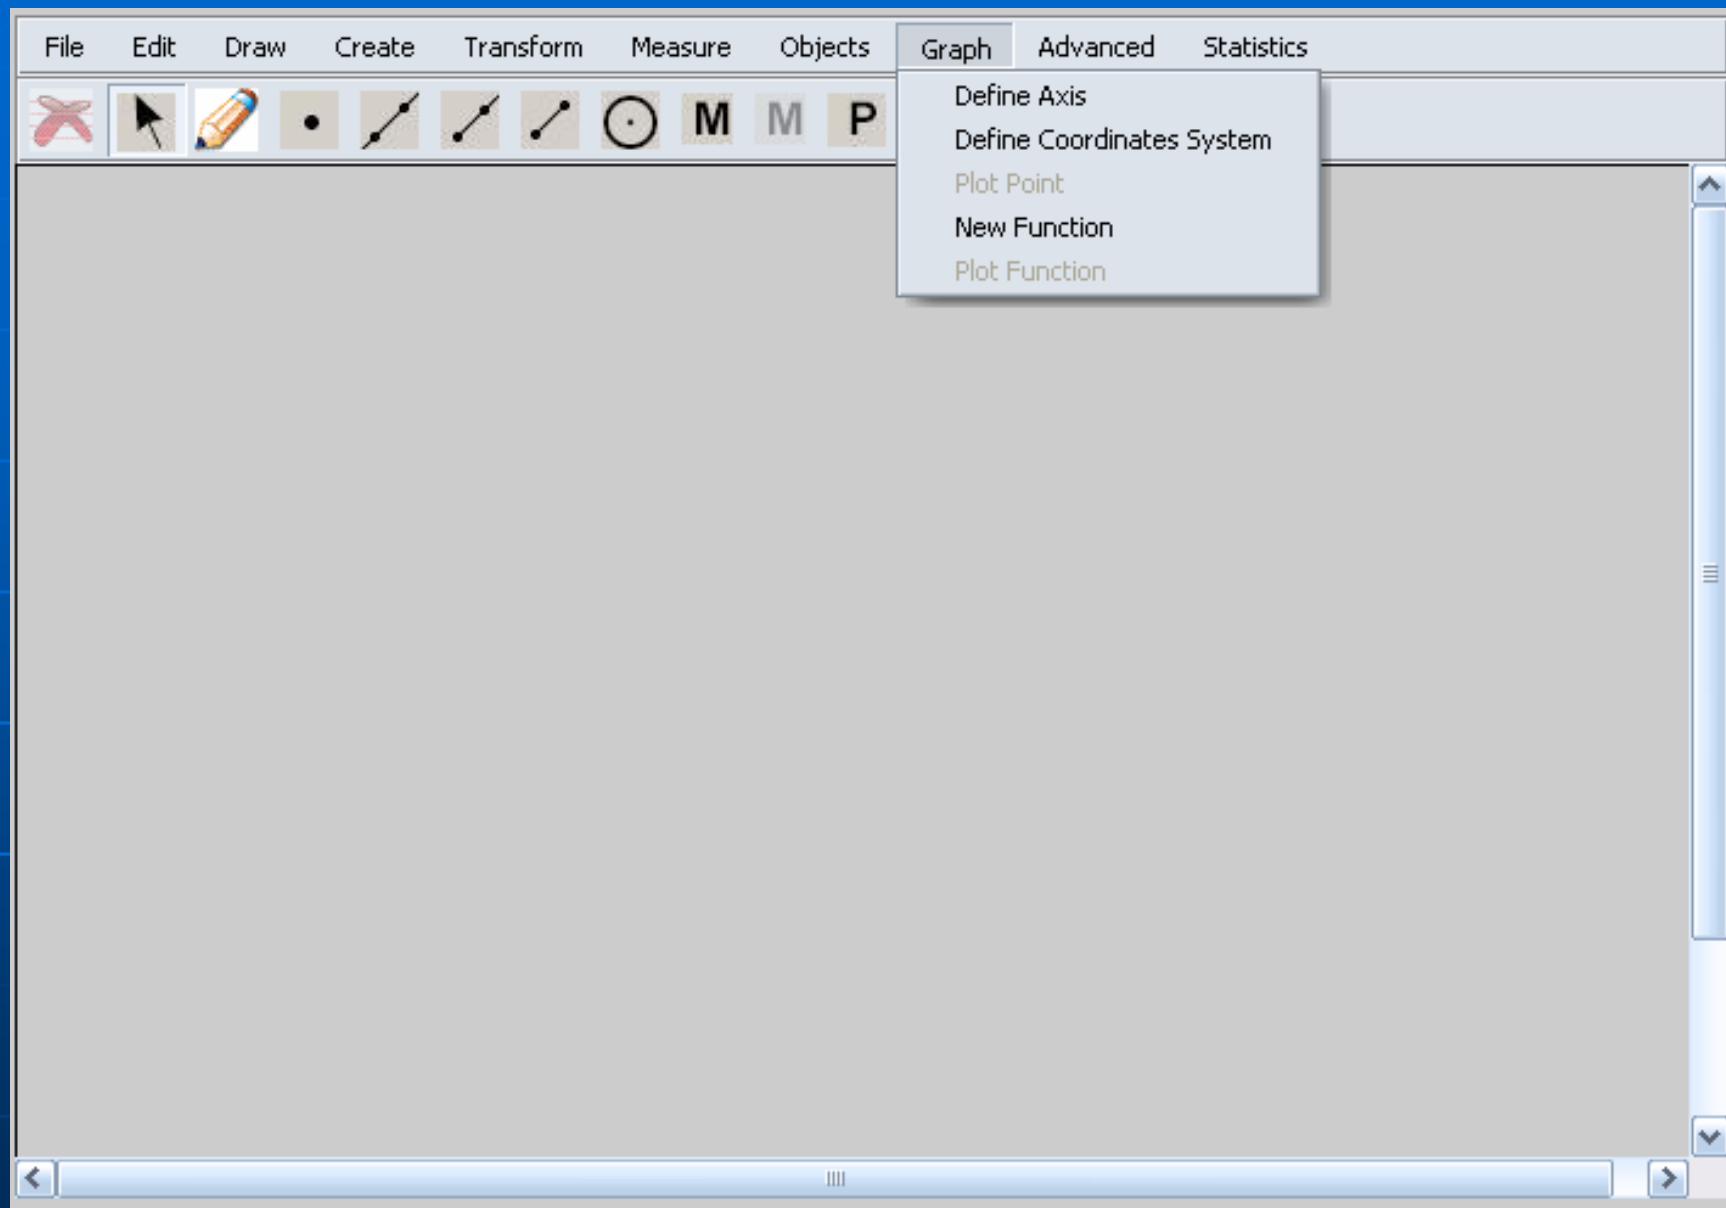 File Edit Draw Create Transform Measure Objects Graph Advanced Statistics
M M P
Define Axis
Define Coordinates System
Plot Point
New Function
Plot Function